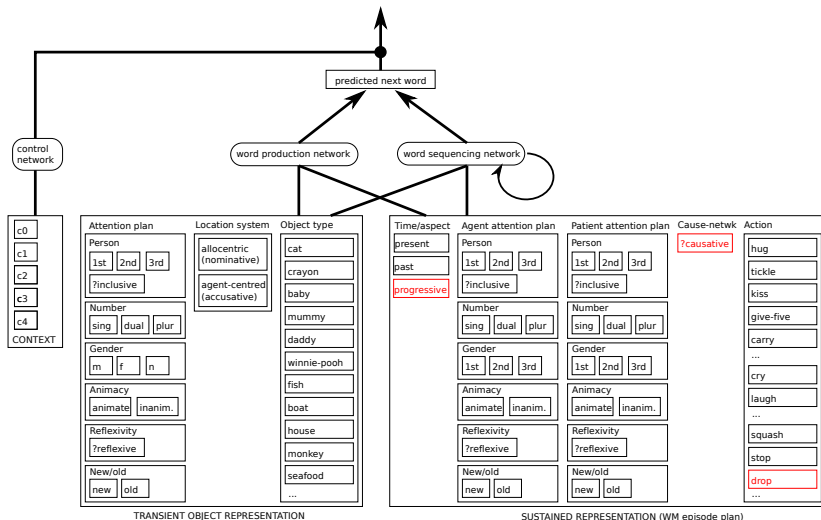 predicted next word
control
network
word production network
word sequencing network
c0
c1
c2
c3
c4
CONTEXT
Attention plan
Person
1st 2nd 3rd
?inclusive
Number
sing dual plur
Gender
m f n
Animacy
animate inanim.
Reflexivity
?reflexive
New/old
new old
Location system
allocentric
(nominative)
agent-centred
(accusative)
Object type
cat
crayon
baby
mummy
daddy
winnie-pooh
fish
boat
house
monkey
seafood
...
TRANSIENT OBJECT REPRESENTATION
Time/aspect
present
past
progressive
Agent attention plan
Person
1st 2nd 3rd
?inclusive
Number
sing dual plur
Gender
1st 2nd 3rd
Animacy
animate inanim.
Reflexivity
?reflexive
New/old
new old
Patient attention plan
Person
1st 2nd 3rd
?inclusive
Number
sing dual plur
Gender
1st 2nd 3rd
Animacy
animate inanim.
Reflexivity
?reflexive
New/old
new old
Cause-netwk
?causative
Action
hug
tickle
kiss
give-five
carry
...
cry
laugh
...
squash
stop
drop
...
SUSTAINED REPRESENTATION (WM episode plan)